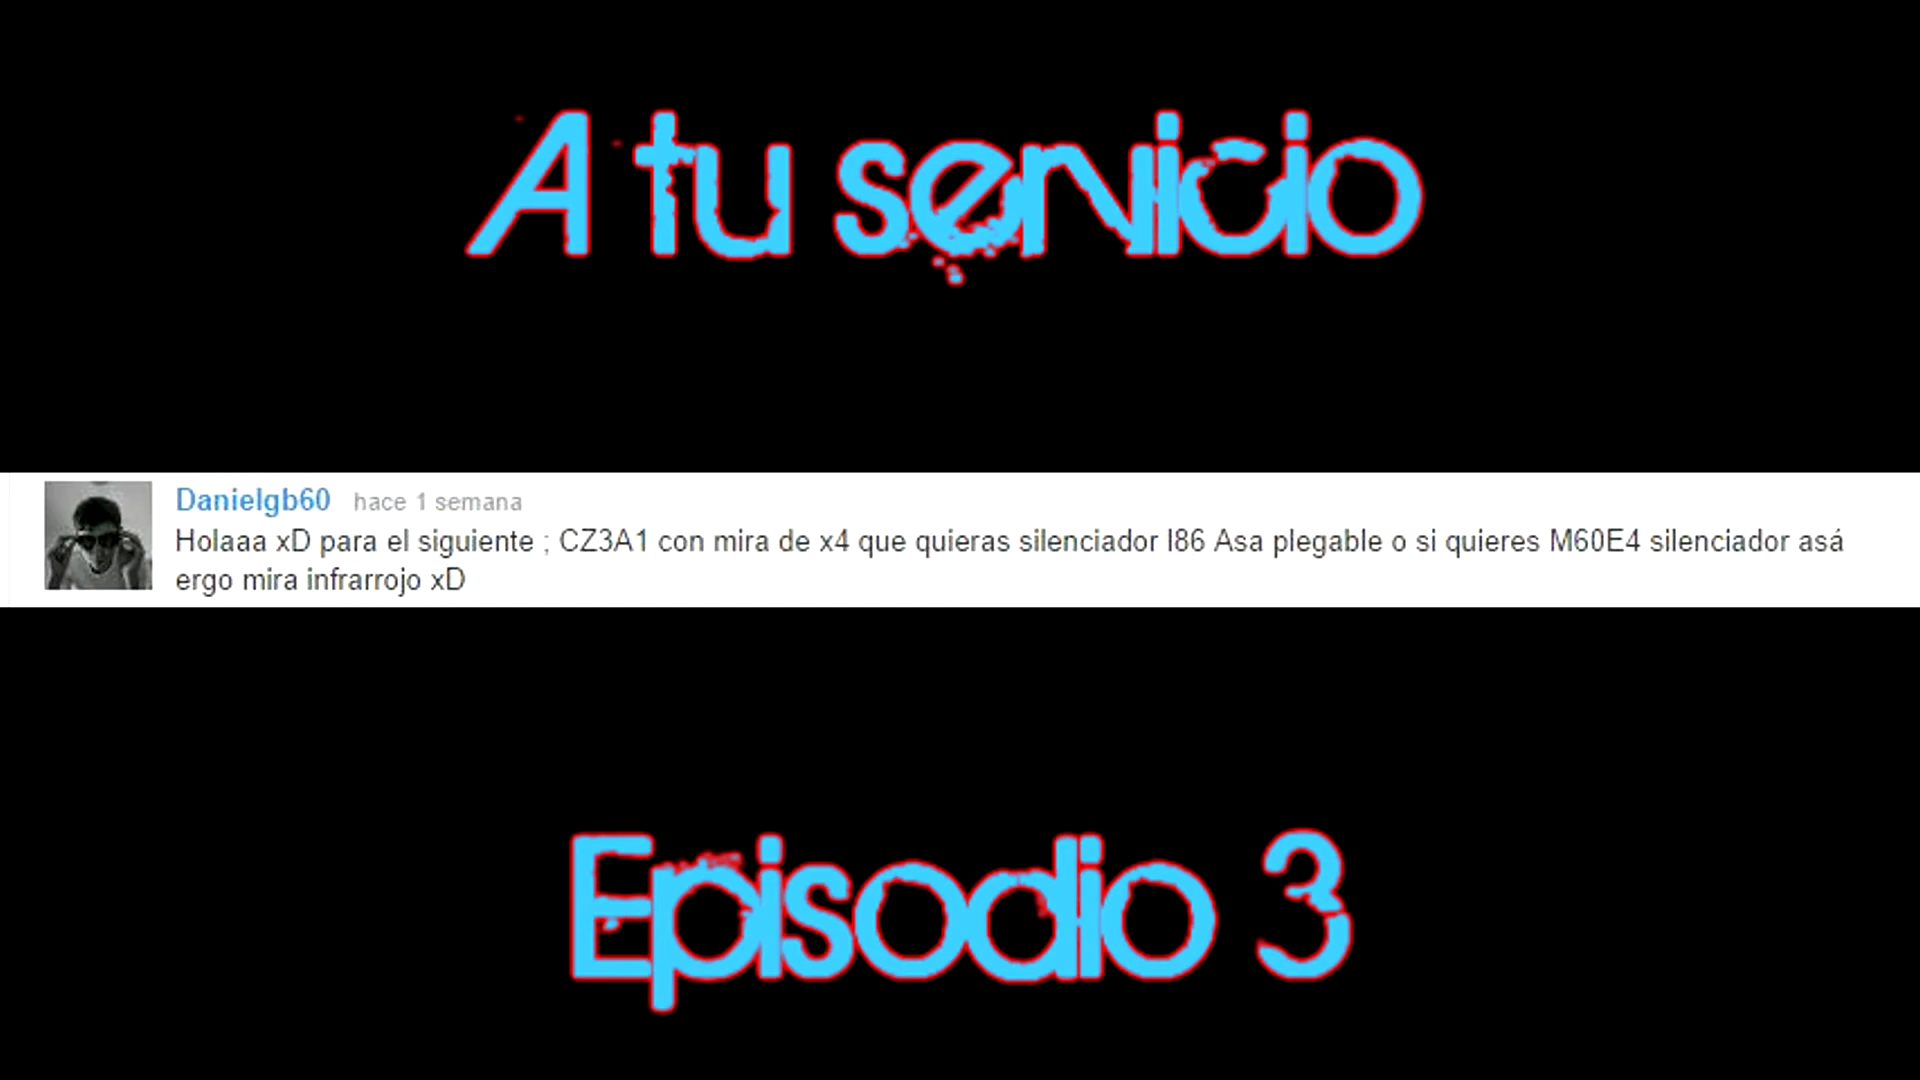 A tu servicio
Danielgb60 hace 1 semana
Holaaa xD para el siguiente ; CZ3A1 con mira de x4 que quieras silenciador I86 Asa plegable o si quieres M60E4 silenciador asá
ergo mira infrarrojo xD
Episodio 3